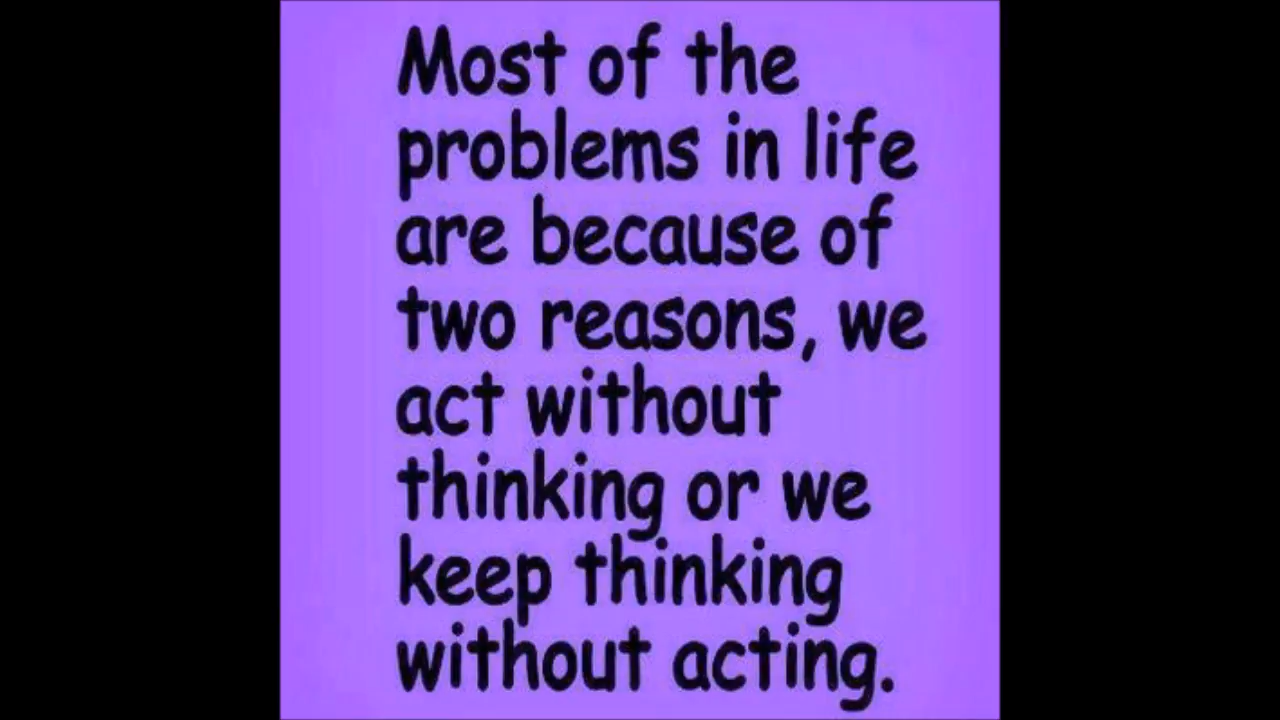 Most of the
problems in life
are because of
two reasons, we
act without
thinking or we
keep thinking
without acting.